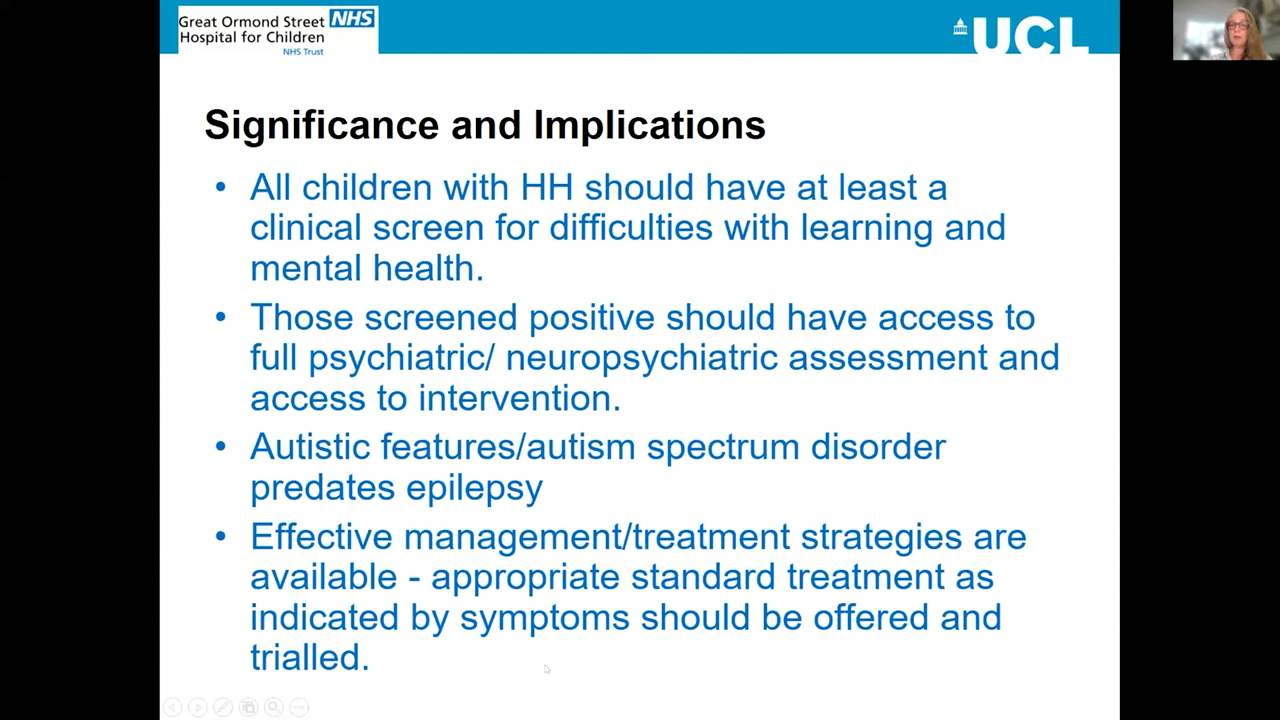 Great Ormond Street NHS
Hospital for Children
NHS Trust
UCL
Significance and Implications
• All children with HH should have at least a
clinical screen for difficulties with learning and
mental health.
• Those screened positive should have access to
full psychiatric/ neuropsychiatric assessment and
access to intervention.
• Autistic features/autism spectrum disorder
predates epilepsy
• Effective management/treatment strategies are
available - appropriate standard treatment as
indicated by symptoms should be offered and
trialled.